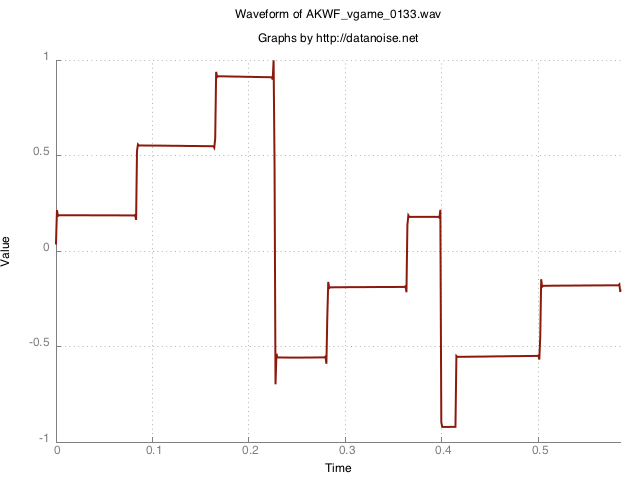 Waveform of AKWF_vgame_0133.wav
Graphs by http://datanoise.net
1
0.5
0
-0.5
-1
Value
0 0.1 0.2 0.3 0.4 0.5
Time